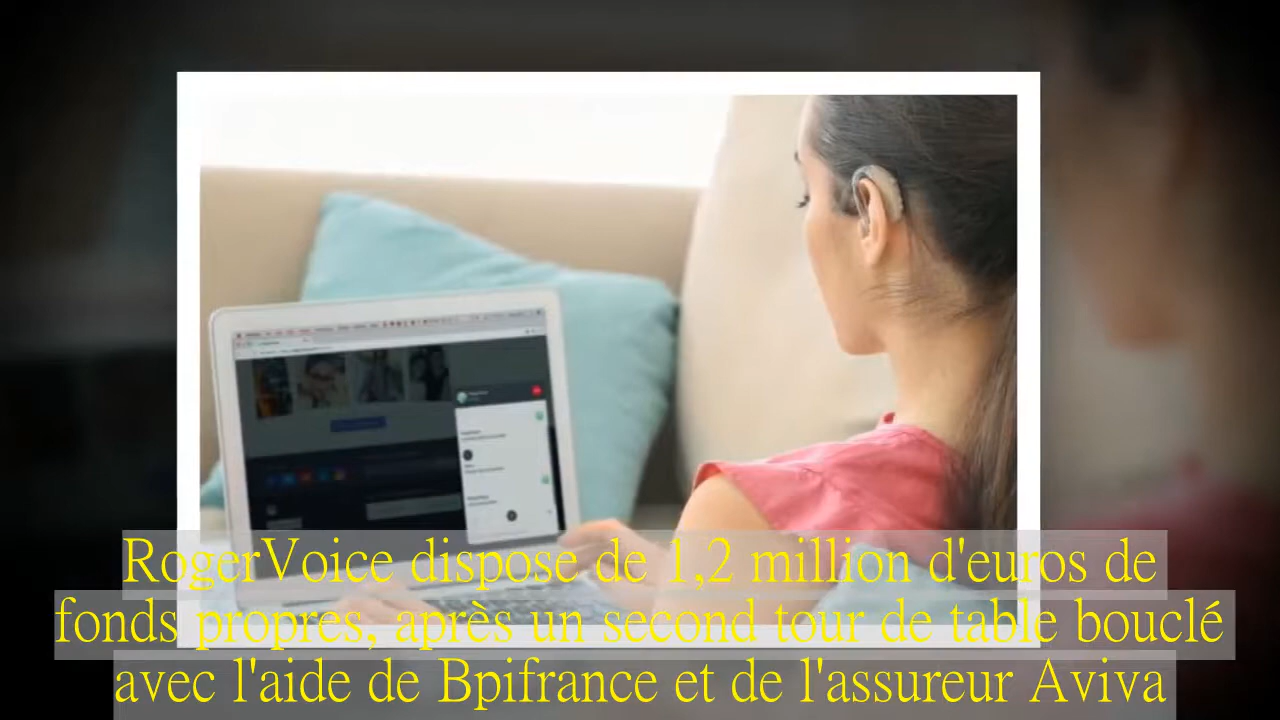 RogerVoice dispose de 1,2 million d'euros de
fonds propres, après un second tour de table bouclé
avec l'aide de Bpifrance et de l'assureur Aviva